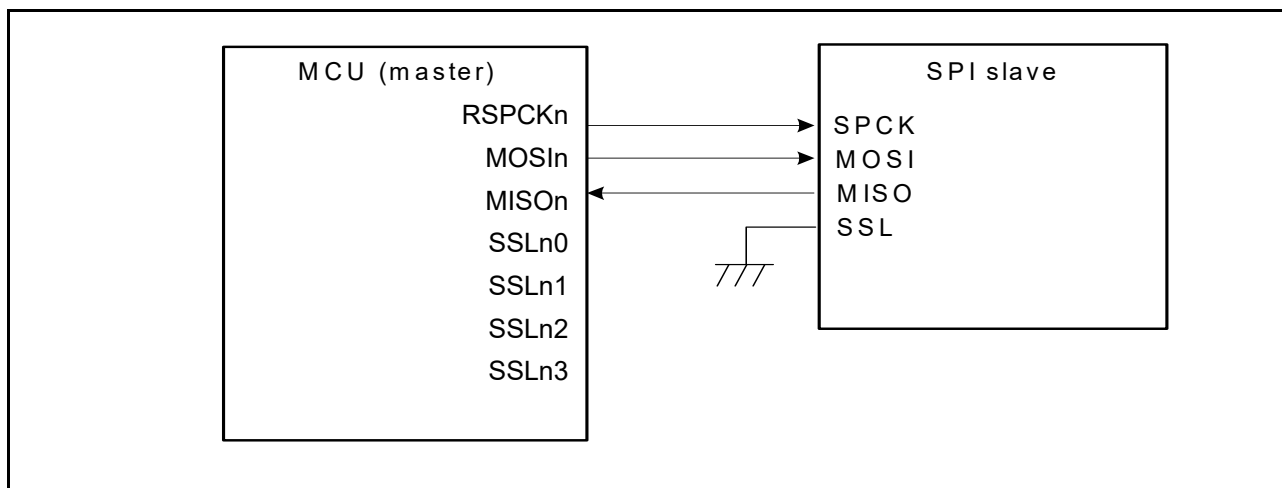 MCU (master)
RSPCKn
MOSIn
MISOn
SSLn0
SSLn1
SSLn2
SSLn3
SPI slave
SPCK
MOSI
MISO
SSL